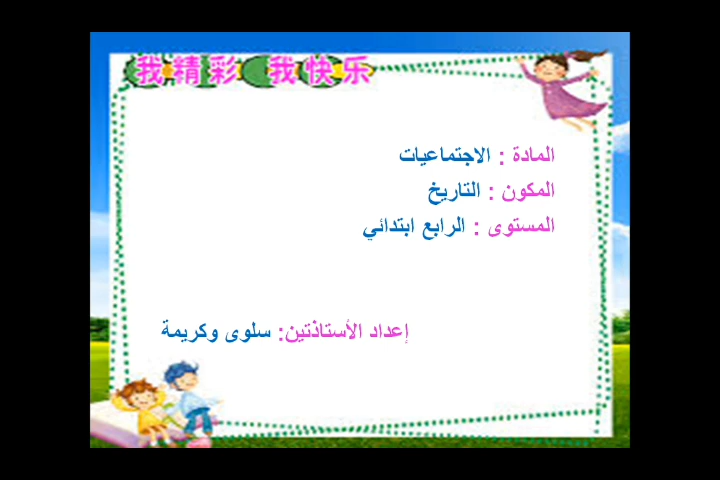 我精彩 我快乐
المادة : الاجتماعيات
المكون : التاريخ
المستوى : الرابع ابتدائي
إعداد الأستاذتين: سلوى وكريمة